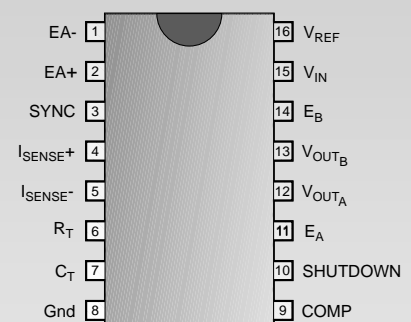 EA- 1 16 VREF
EA+ 2 15 VIN
SYNC 3 14 EB
ISENSE+ 4 13 VOUTB
ISENSE- 5 12 VOUTA
RT 6 11 EA
CT 7 10 SHUTDOWN
Gnd 8 9 COMP